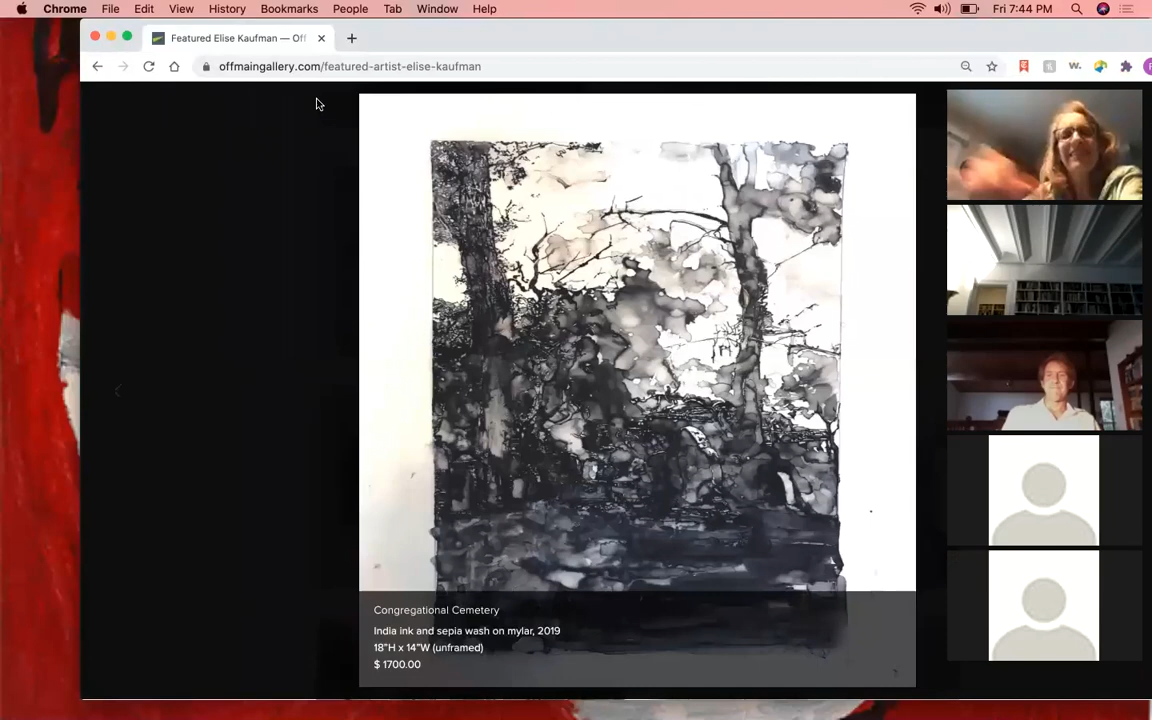 Chrome File Edit View History Bookmarks People Tab Window Help Fri 7:44 PM
Featured Elise Kaufman — Off
offmaingallery.com/featured-artist-elise-kaufman
Congregational Cemetery
India ink and sepia wash on mylar, 2019
18"H x 14"W (unframed)
$ 1700.00